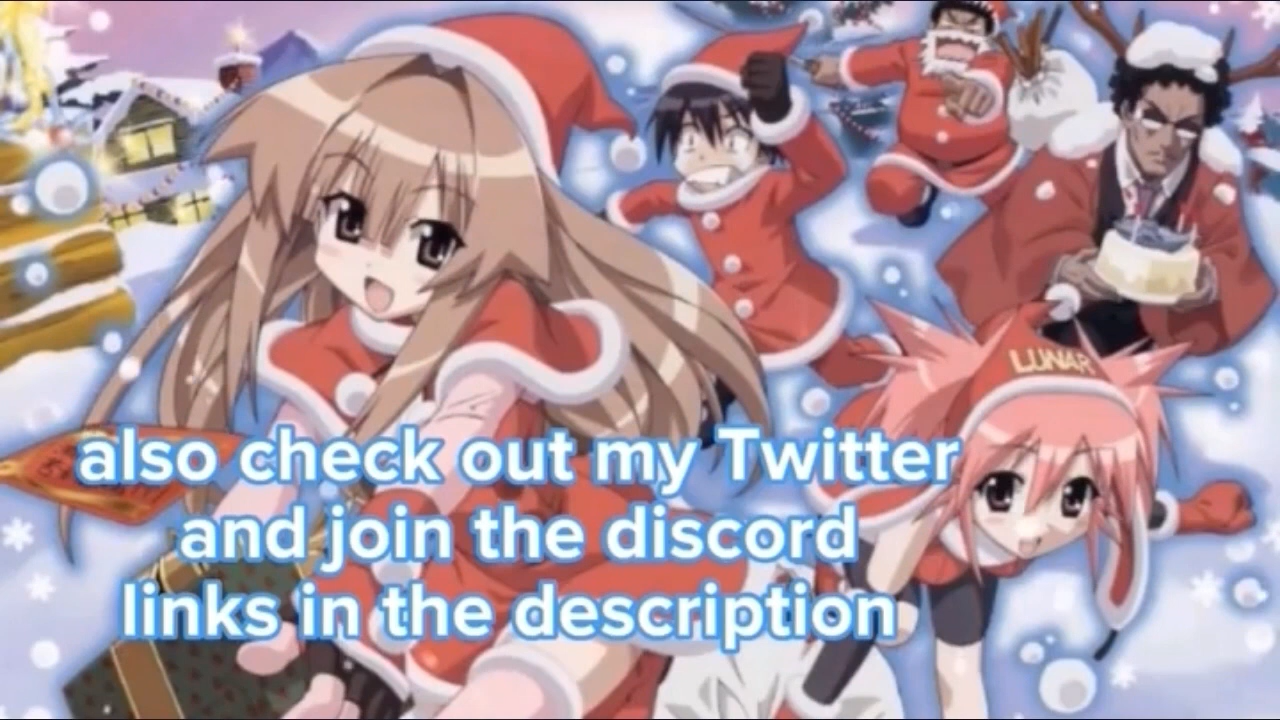 LUNAR
also check out my Twitter
and join the discord
links in the description